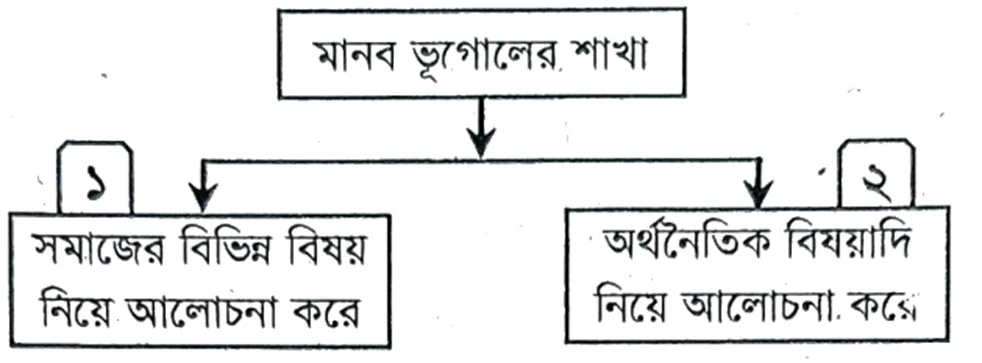 মানব ভূগোলের শাখা
১
২
সমাজের বিভিন্ন বিষয়
নিয়ে আলোচনা করে
অর্থনৈতিক বিষয়াদি
নিয়ে আলোচনা করে